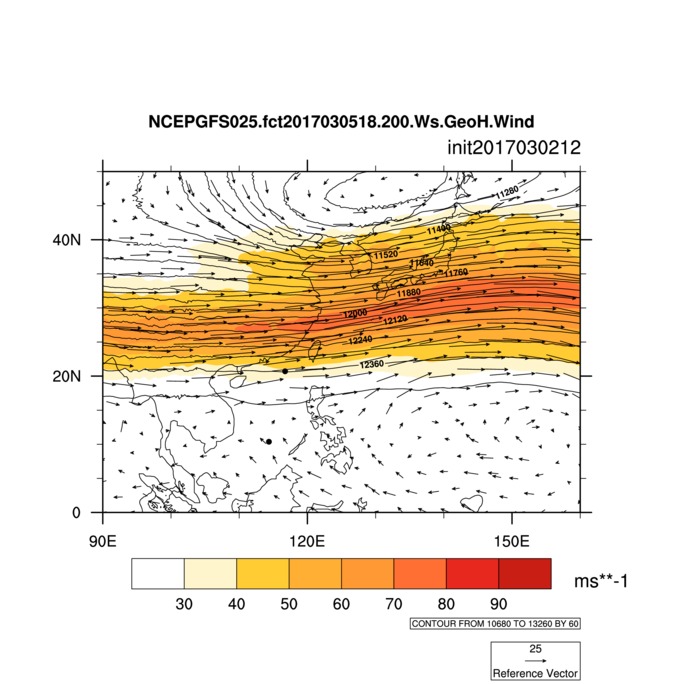 NCEPGFS025.fct2017030518.200.Ws.GeoH.Wind
init2017030212
11280
11400
40N
11520
11640
11760
11880
12000
12120
12240
12360
20N
0
90E 120E 150E
ms**-1
30 40 50 60 70 80 90
CONTOUR FROM 10680 TO 13260 BY 60
25
Reference Vector